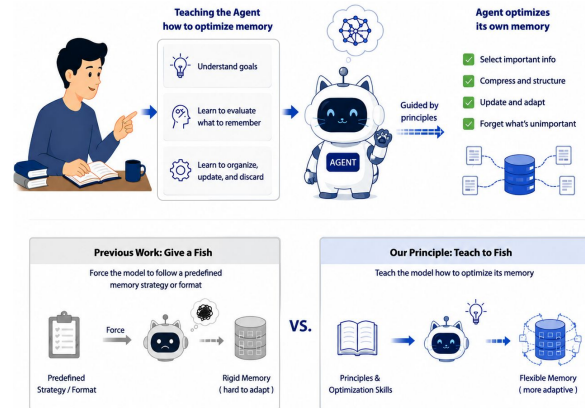 Teaching the Agent
how to optimize memory
Understand goals
Learn to evaluate
what to remember
Learn to organize,
update, and discard
AGENT
Guided by
principles
Agent optimizes
its own memory
Select important info
Compress and structure
Update and adapt
Forget what's unimportant
Previous Work: Give a Fish
Force the model to follow a predefined
memory strategy or format
Force
Predefined
Strategy / Format
Rigid Memory
( hard to adapt )
VS.
Our Principle: Teach to Fish
Teach the model how to optimize its memory
Principles &
Optimization Skills
Flexible Memory
( more adaptive )